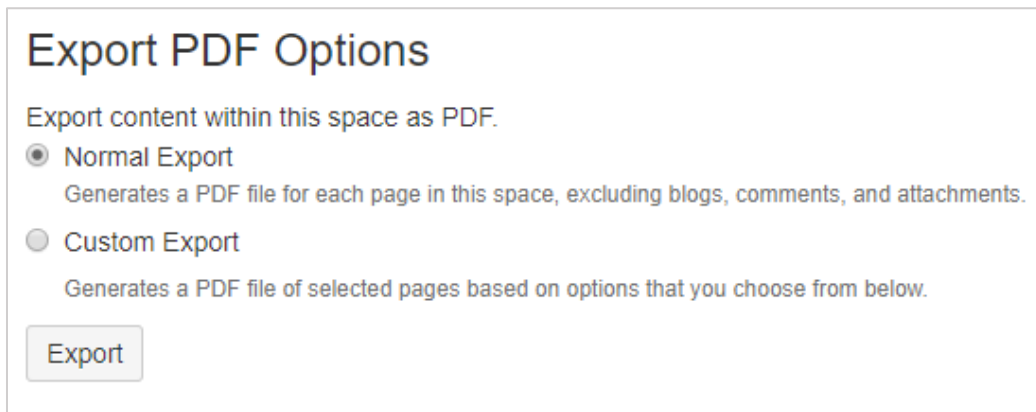 Export PDF Options
Export content within this space as PDF.
Normal Export
Generates a PDF file for each page in this space, excluding blogs, comments, and attachments.
Custom Export
Generates a PDF file of selected pages based on options that you choose from below.
Export